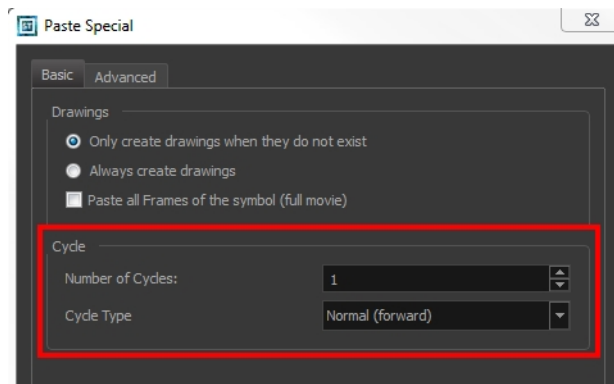 Paste Special
Basic Advanced
Drawings
Only create drawings when they do not exist
Always create drawings
Paste all Frames of the symbol (full movie)
Cycle
Number of Cycles: 1
Cycle Type Normal (forward)